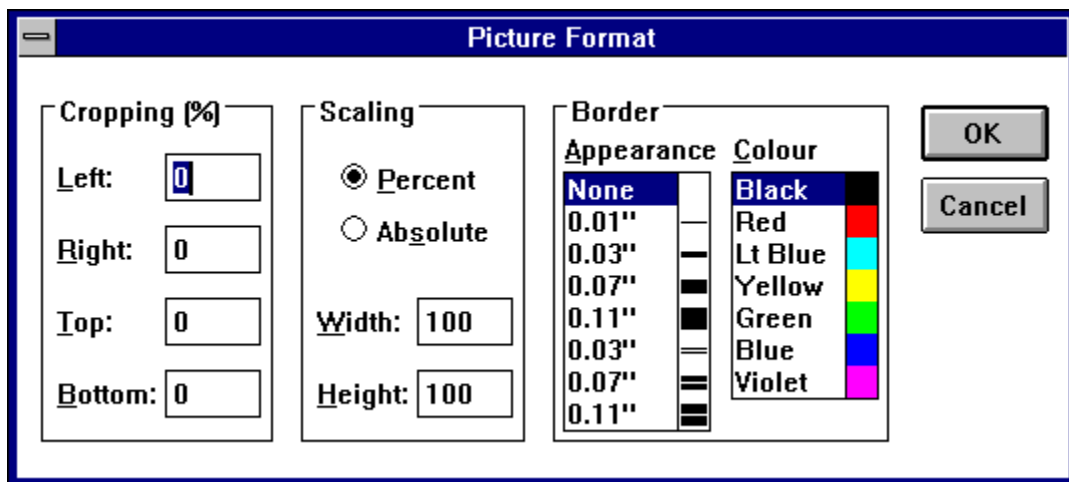 Picture Format
Cropping (%)
Left: 0
Right: 0
Top: 0
Bottom: 0
Scaling
Percent
Absolute
Width: 100
Height: 100
Border
Appearance
None
0.01"
0.03"
0.07"
0.11"
0.03"
0.07"
0.11"
Colour
Black
Red
Lt Blue
Yellow
Green
Blue
Violet
OK
Cancel